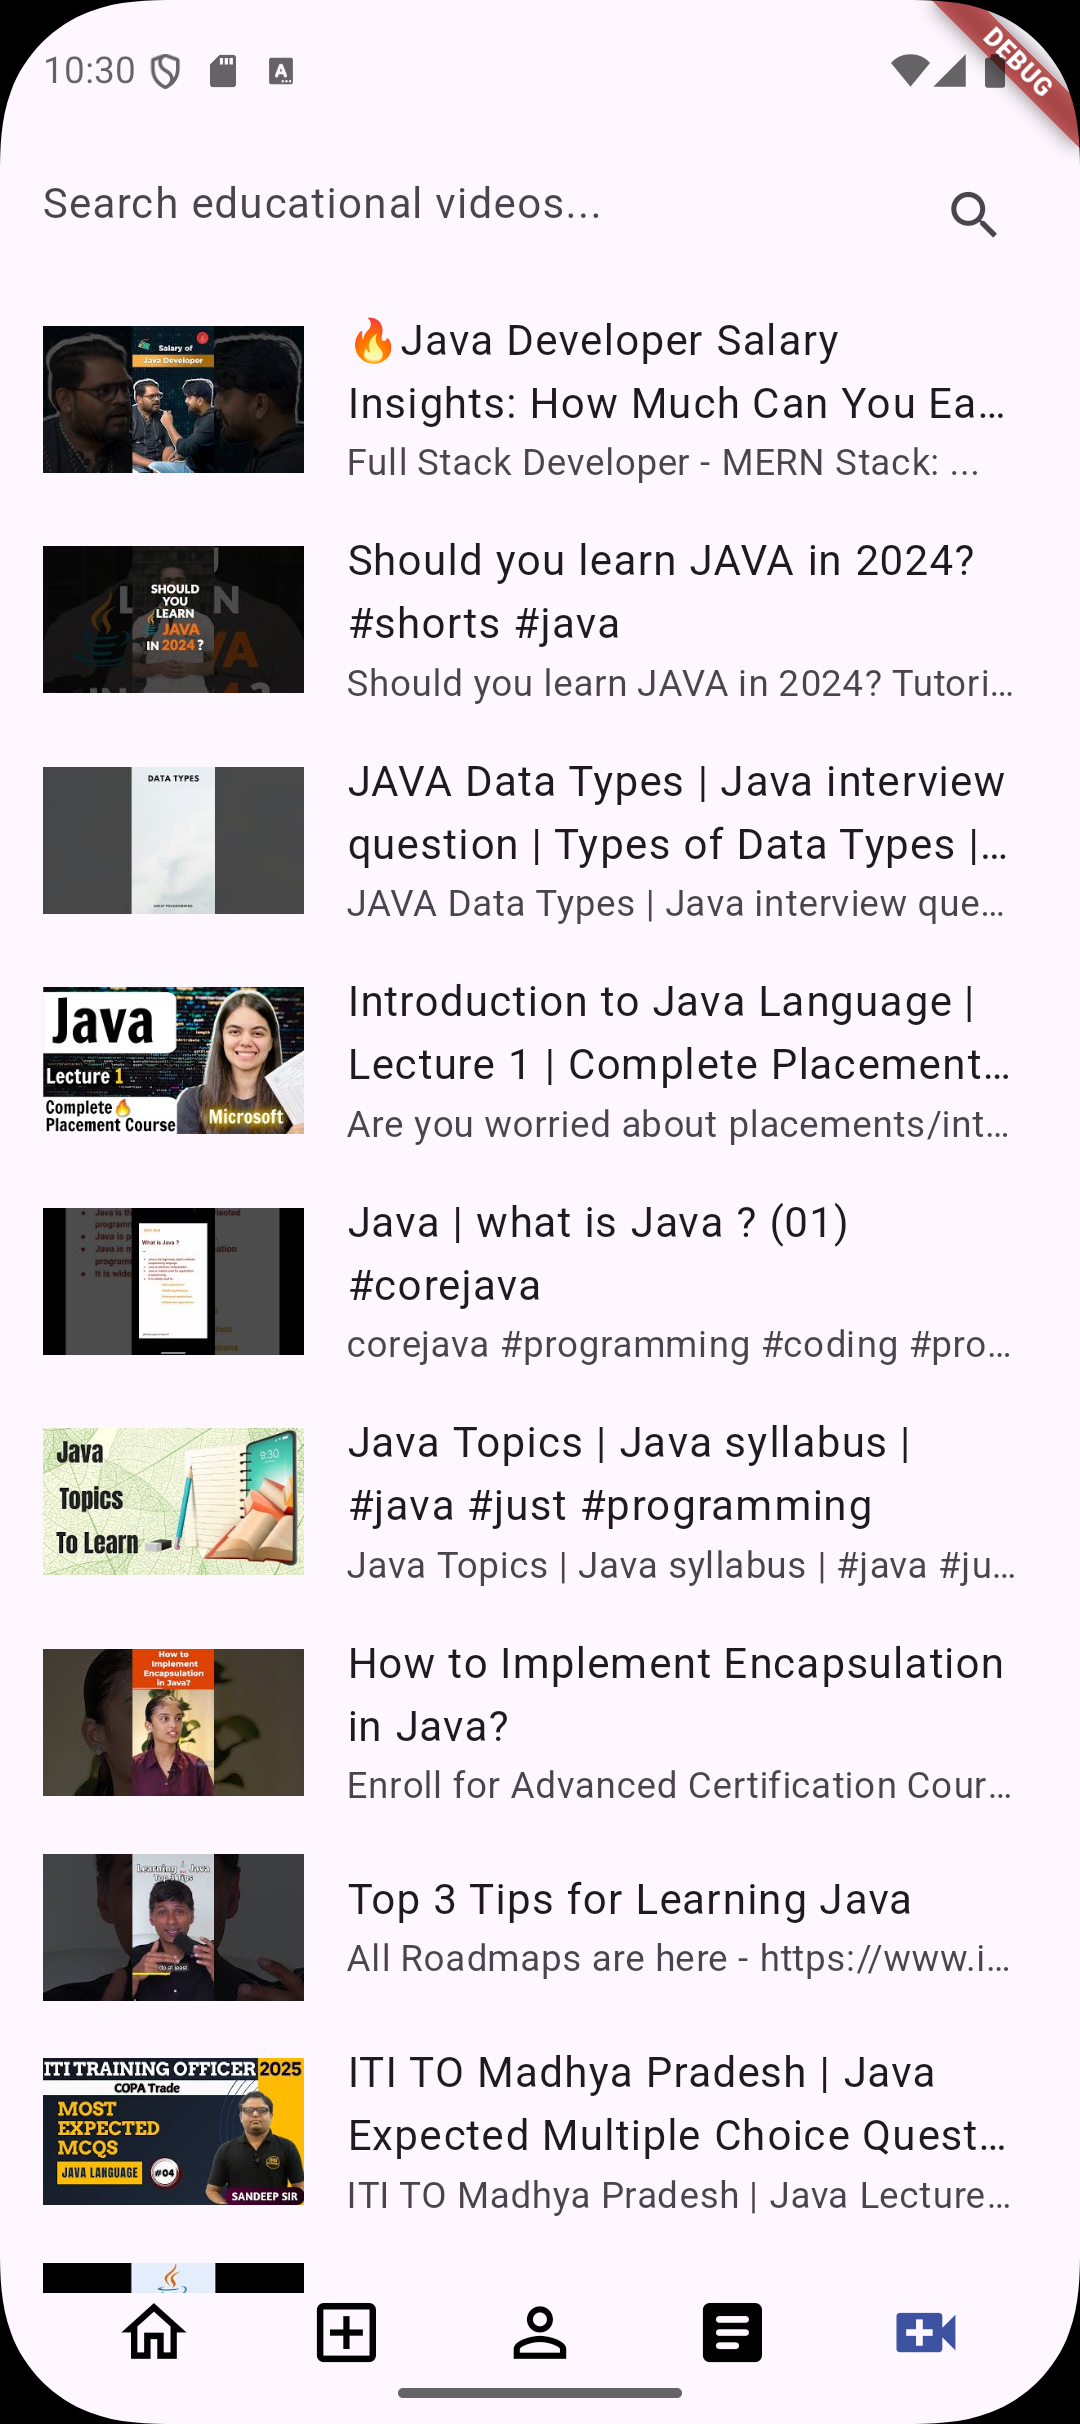 10:30
DEBUG
Search educational videos...
Salary of
Java Developer
🔥Java Developer Salary
Insights: How Much Can You Ea...
Full Stack Developer - MERN Stack: ...
SHOULD
YOU
LEARN
JAVA
IN 2024 ?
Should you learn JAVA in 2024?
#shorts #java
Should you learn JAVA in 2024? Tutori...
DATA TYPES
JAVA Data Types | Java interview
question | Types of Data Types |...
JAVA Data Types | Java interview que...
Java
Lecture 1
Complete🔥
Placement Course
Microsoft
Introduction to Java Language |
Lecture 1 | Complete Placement...
Are you worried about placements/int...
What is Java ?
Java | what is Java ? (01)
#corejava
corejava #programming #coding #pro...
Java
Topics
To Learn
9:30
Java Topics | Java syllabus |
#java #just #programming
Java Topics | Java syllabus | #java #ju...
How to
Implement
Encapsulation
in Java?
How to Implement Encapsulation
in Java?
Enroll for Advanced Certification Cour...
Learning Java
Top 3 Tips
do at least
Top 3 Tips for Learning Java
All Roadmaps are here - https://www.i...
ITI TRAINING OFFICER 2025
COPA Trade
MOST
EXPECTED
MCQS
JAVA LANGUAGE
#04
SANDEEP SIR
ITI TO Madhya Pradesh | Java
Expected Multiple Choice Quest...
ITI TO Madhya Pradesh | Java Lecture...